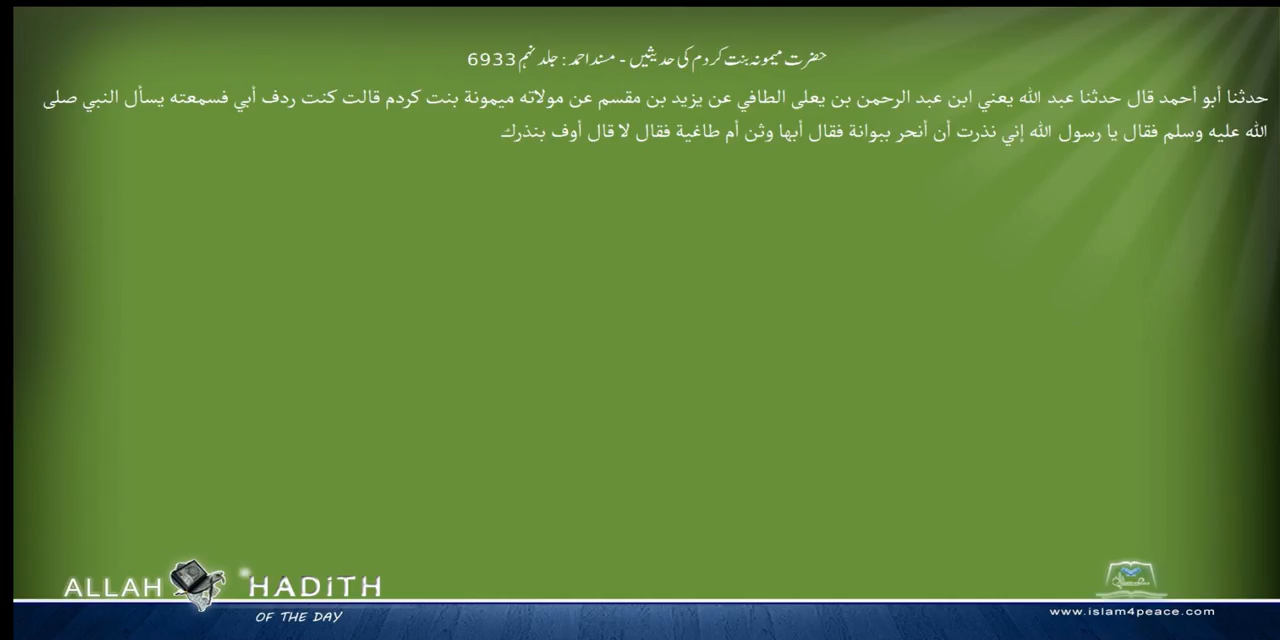 حضرت میمونہ بنت کردم کی حدیثیں - مسند احمد : جلد نہم 6933
حدثنا أبو أحمد قال حدثنا عبد الله يعني ابن عبد الرحمن بن يعلى الطافي عن يزيد بن مقسم عن مولاته ميمونة بنت كردم قالت كنت ردف أبي فسمعته يسأل النبي صلى
الله عليه وسلم فقال يا رسول الله إني نذرت أن أنحر ببوانة فقال أبها وثن أم طاغية فقال لا قال أوف بنذرك
ALLAH HADITH
OF THE DAY
www.islam4peace.com